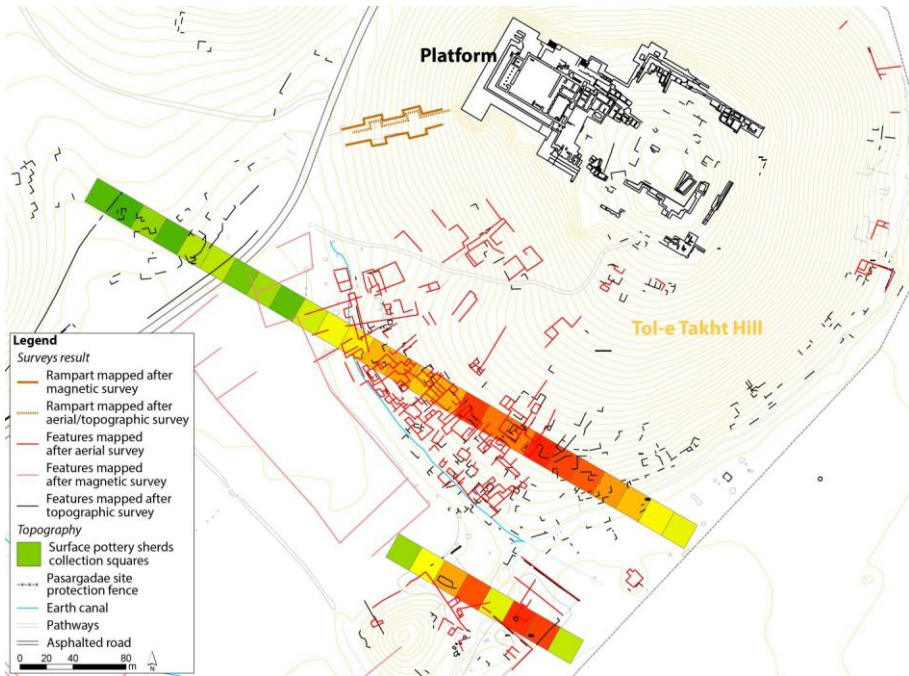 Platform
Tol-e Takht Hill
Legend
Surveys result
Rampart mapped after
magnetic survey
Rampart mapped after
aerial/topographic survey
Features mapped
after aerial survey
Features mapped
after magnetic survey
Features mapped after
topographic survey
Topography
Surface pottery sherds
collection squares
Pasargadae site
protection fence
Earth canal
Pathways
Asphalted road
0 20 40 80
m
N